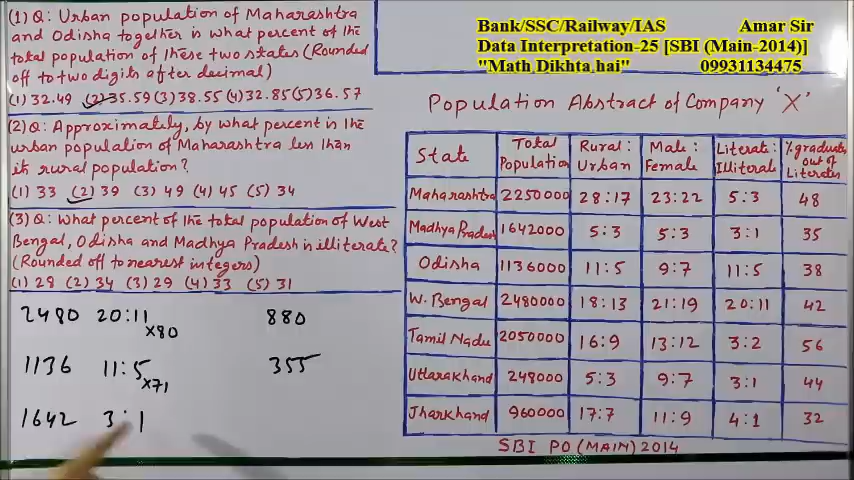 (1) Q: Urban population of Maharashtra
and Odisha together is what percent of the
total population of these two states (Rounded
off to two digits after decimal)
(1) 32.49 (2) 35.59 (3) 38.55 (4) 32.85 (5) 36.57
(2) Q: Approximately, by what percent is the
urban population of Maharashtra less than
its rural population?
(1) 33 (2) 39 (3) 49 (4) 45 (5) 34
(3) Q: What percent of the total population of West
Bengal, Odisha and Madhya Pradesh is illiterate?
(Rounded off to nearest integers)
(1) 28 (2) 34 (3) 29 (4) 33 (5) 31
2480 20:11 x80 880
1136 11:5 x71 355
1642 3:1
Bank/SSC/Railway/IAS Amar Sir
Data Interpretation-25 [SBI (Main-2014)]
"Math Dikhta hai" 09931134475
Population Abstract of Company 'X'
State Total Population Rural : Urban Male : Female Literate : Illiterate % graduates out of Literates
Maharashtra 2250000 28:17 23:22 5:3 48
Madhya Pradesh 1642000 5:3 5:3 3:1 35
Odisha 1136000 11:5 9:7 11:5 38
W. Bengal 2480000 18:13 21:19 20:11 42
Tamil Nadu 2050000 16:9 13:12 3:2 56
Uttarakhand 248000 5:3 9:7 3:1 44
Jharkhand 960000 17:7 11:9 4:1 32
SBI PO (MAIN) 2014